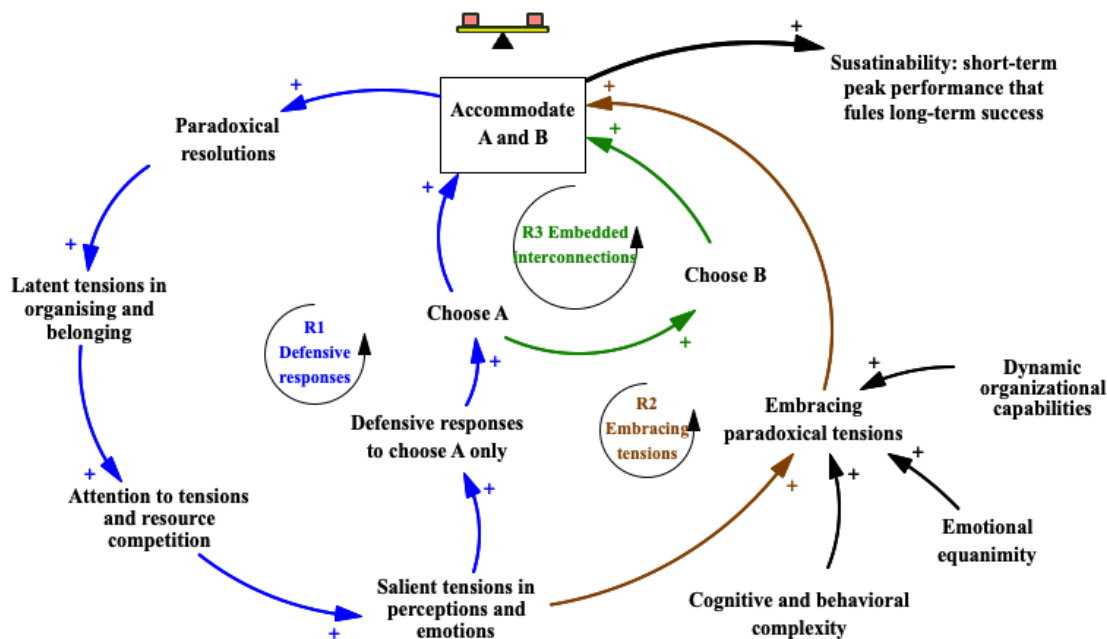 +
Susatinability: short-term
peak performance that
fules long-term success
+
+
Accommodate
A and B
+
Paradoxical
resolutions
+
+
R3 Embedded
interconnections
+
Latent tensions in
organising and
belonging
Choose B
Choose A
R1
Defensive
responses
+
+
+
Dynamic
organizational
capabilities
Defensive responses
to choose A only
R2
Embracing
tensions
Embracing
paradoxical tensions
+
+
+
+
+
Attention to tensions
and resource
competition
Emotional
equanimity
Salient tensions in
perceptions and
emotions
+
Cognitive and behavioral
complexity